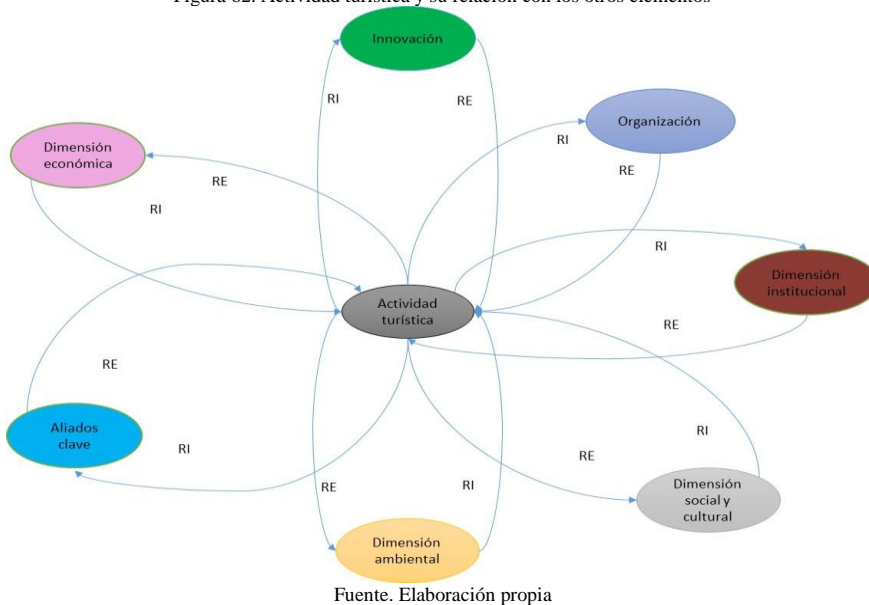 Figura 62. Actividad turística y su relación con los otros elementos
Innovación
RI
RE
Organización
RI
Dimensión
económica
RE
RE
RI
RI
Dimensión
institucional
Actividad
turística
RE
RE
Aliados
clave
RI
RI
RE
Dimensión
social y
cultural
RE
RI
Dimensión
ambiental
Fuente. Elaboración propia